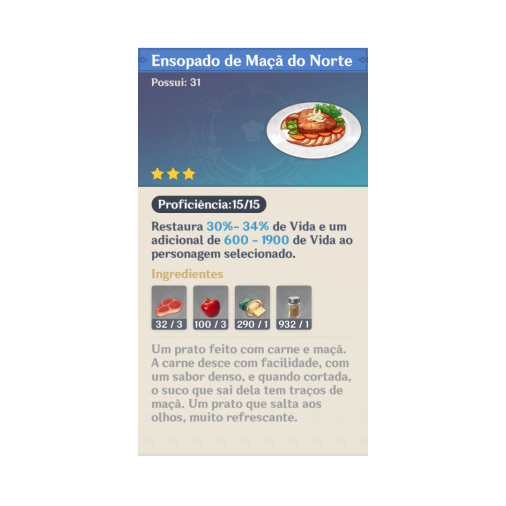 Ensopado de Maçã do Norte
Possui: 31
Proficiência:15/15
Restaura 30%- 34% de Vida e um
adicional de 600 - 1900 de Vida ao
personagem selecionado.
Ingredientes
32 / 3 100 / 3 290 / 1 932 / 1
Um prato feito com carne e maçã.
A carne desce com facilidade, com
um sabor denso, e quando cortada,
o suco que sai dela tem traços de
maçã. Um prato que salta aos
olhos, muito refrescante.